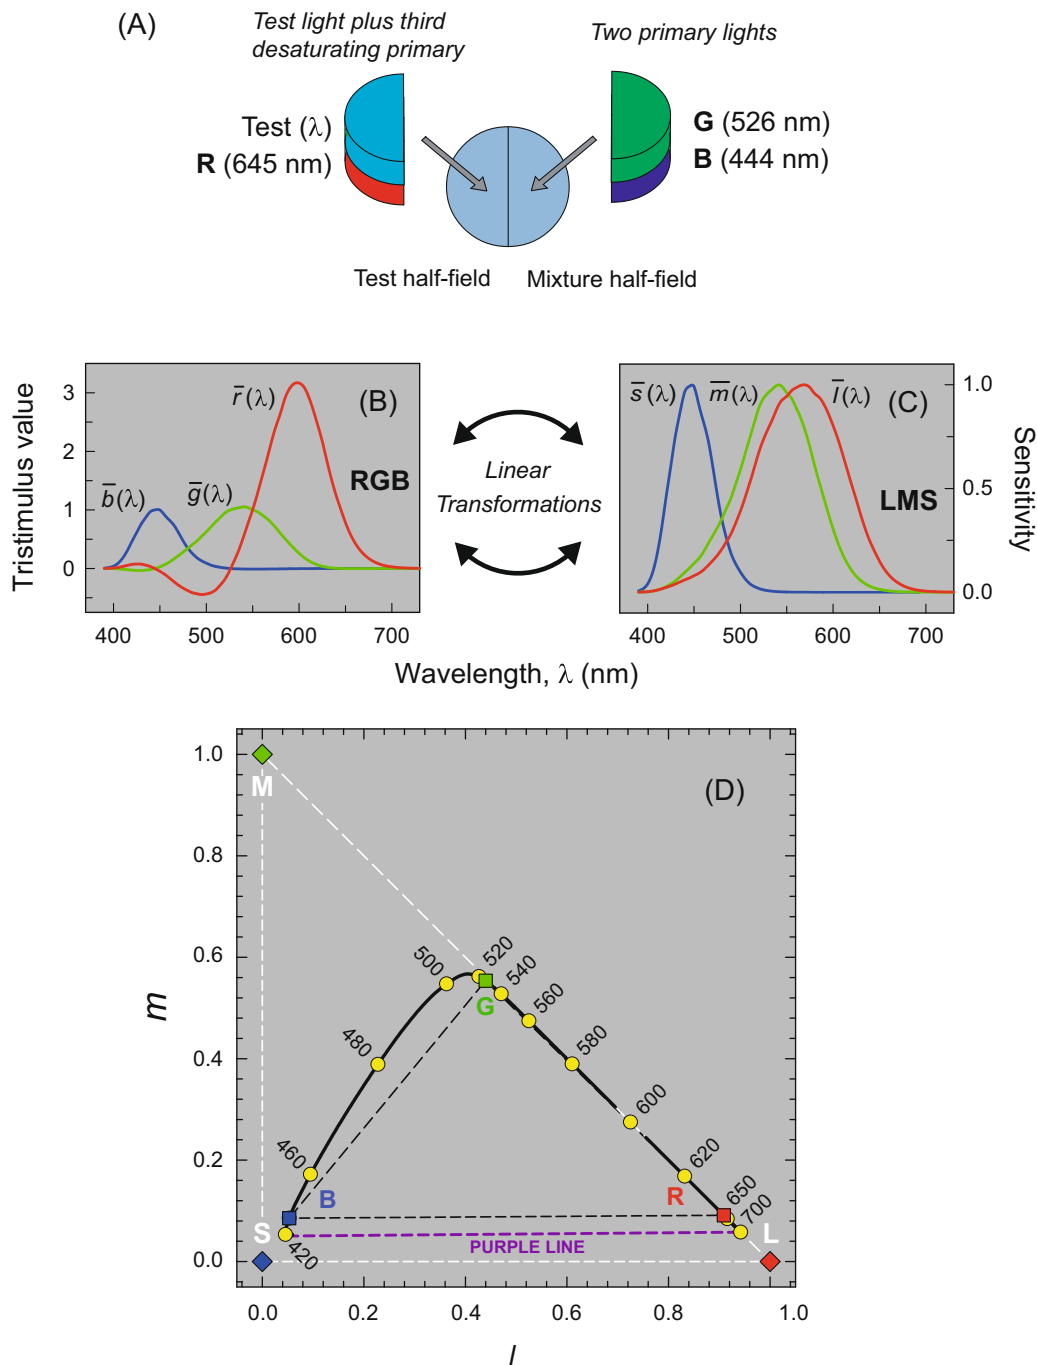 (A)
Test light plus third
desaturating primary
Two primary lights
Test (λ)
R (645 nm)
G (526 nm)
B (444 nm)
Test half-field
Mixture half-field
Tristimulus value
3
2
1
0
r̅(λ)
(B)
b̅(λ)
g̅(λ)
RGB
400
500
600
700
Linear
Transformations
s̅(λ)
m̅(λ)
l̅(λ)
(C)
LMS
1.0
0.5
0.0
Sensitivity
400
500
600
700
Wavelength, λ (nm)
(D)
m
1.0
0.8
0.6
0.4
0.2
0.0
M
500
520
540
G
560
480
580
600
460
620
B
R
650
700
S
L
420
PURPLE LINE
0.0
0.2
0.4
0.6
0.8
1.0
l